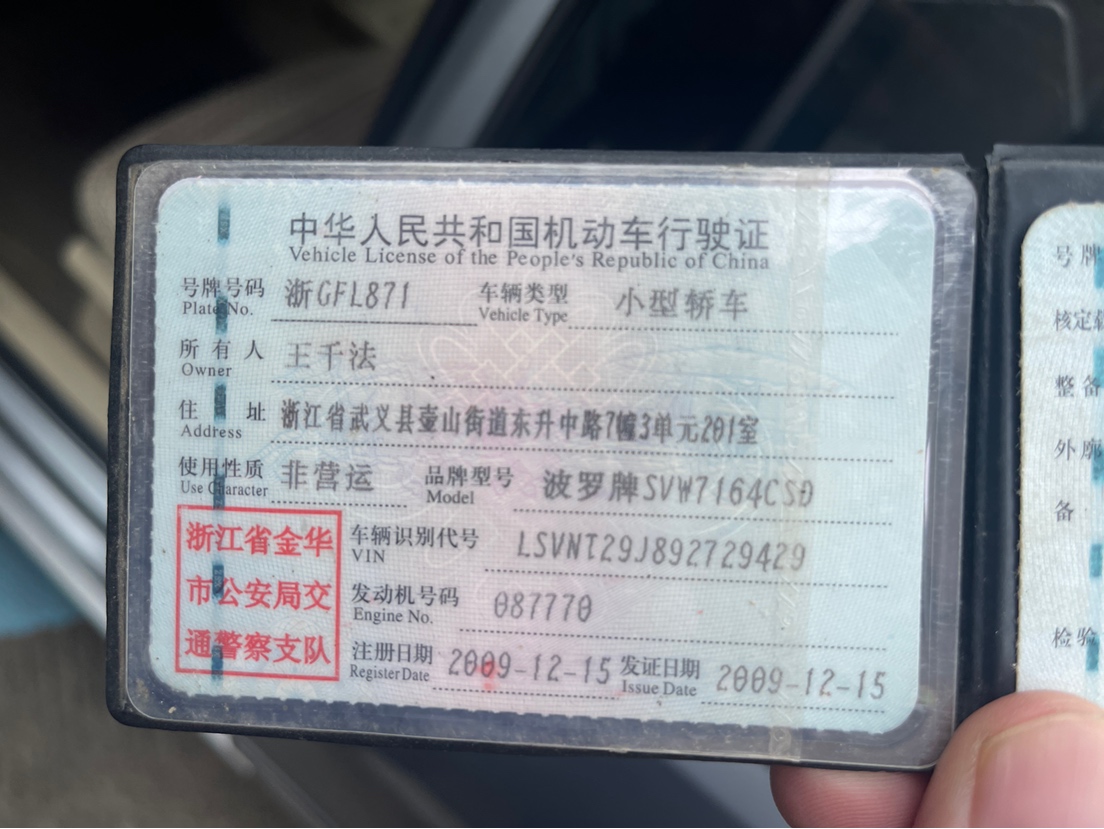 中华人民共和国机动车行驶证
Vehicle License of the People's Republic of China
号牌号码 浙GFL871 车辆类型 小型轿车
Plate No. Vehicle Type
所有人 王千法
Owner
住址 浙江省武义县壶山街道东升中路7幢3单元201室
Address
使用性质 非营运 品牌型号 波罗牌SVW7164CSD
Use Character Model
浙江省金华
市公安局交
通警察支队
车辆识别代号 LSVNT29J892729429
VIN
发动机号码 087770
Engine No.
注册日期 2009-12-15 发证日期 2009-12-15
Register Date Issue Date
号牌
核定载
整备
外廓
备
检验